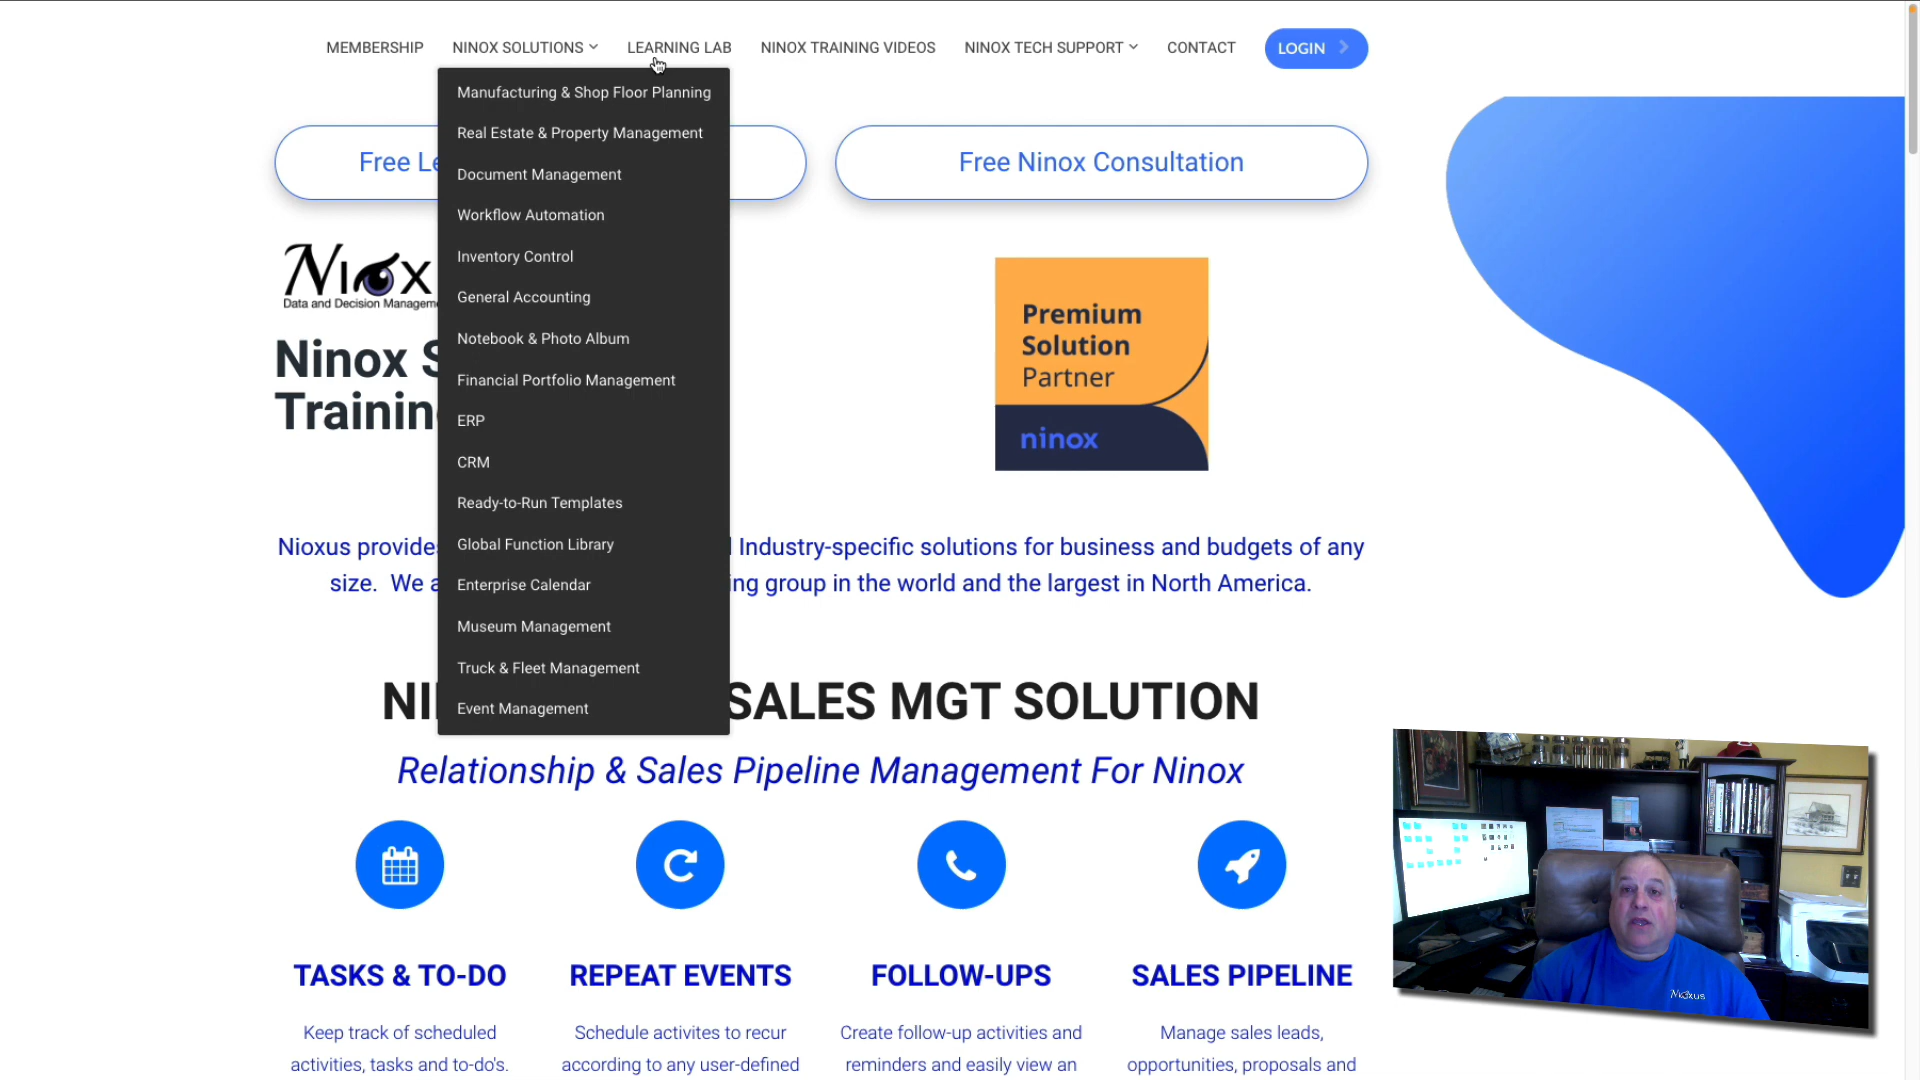 MEMBERSHIP NINOX SOLUTIONS LEARNING LAB NINOX TRAINING VIDEOS NINOX TECH SUPPORT CONTACT LOGIN
Manufacturing & Shop Floor Planning
Real Estate & Property Management
Document Management
Workflow Automation
Inventory Control
General Accounting
Notebook & Photo Album
Financial Portfolio Management
ERP
CRM
Ready-to-Run Templates
Global Function Library
Enterprise Calendar
Museum Management
Truck & Fleet Management
Event Management
Free Le
Free Ninox Consultation
Niox
Data and Decision Managem
Ninox S
Trainin
Premium
Solution
Partner
ninox
Nioxus provides Industry-specific solutions for business and budgets of any
size. We a ing group in the world and the largest in North America.
NI SALES MGT SOLUTION
Relationship & Sales Pipeline Management For Ninox
TASKS & TO-DO
Keep track of scheduled
activities, tasks and to-do's.
REPEAT EVENTS
Schedule activites to recur
according to any user-defined
FOLLOW-UPS
Create follow-up activities and
reminders and easily view an
SALES PIPELINE
Manage sales leads,
opportunities, proposals and
Nioxus